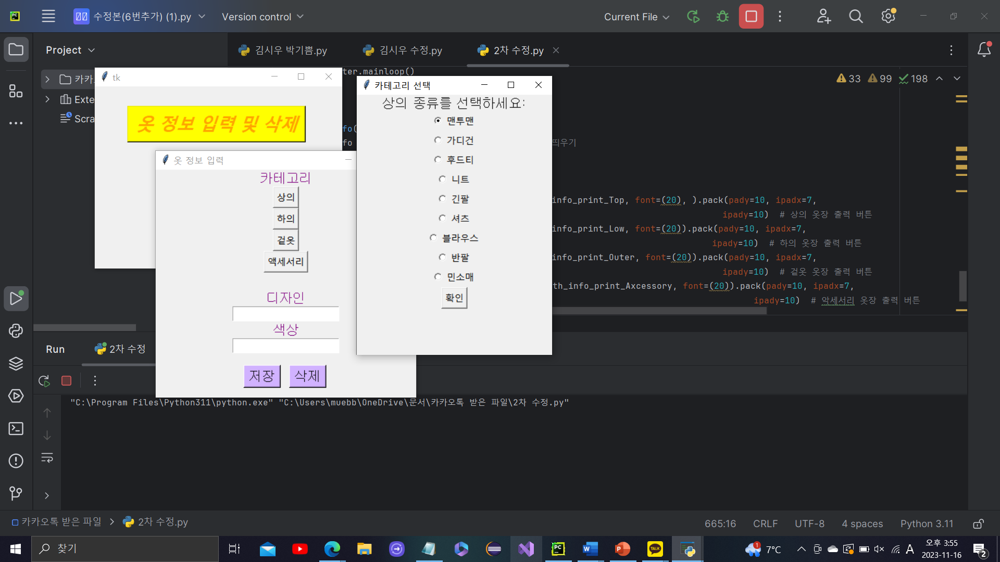 수정본(6번추가) (1).py
Version control
Current File
Project
김시우 박기쁨.py
김시우 수정.py
2차 수정.py
카카
Exte
Scra
ter.mainloop()
33
99
198
fo(
fo
띄우기
info_print_Top, font=(20), ).pack(pady=10, ipadx=7,
ipady=10)  # 상의 옷장 출력 버튼
info_print_Low, font=(20)).pack(pady=10, ipadx=7,
ipady=10)  # 하의 옷장 출력 버튼
info_print_Outer, font=(20)).pack(pady=10, ipadx=7,
ipady=10)  # 겉옷 옷장 출력 버튼
th_info_print_Axcessory, font=(20)).pack(pady=10, ipadx=7,
ipady=10)  # 악세서리 옷장 출력 버튼
tk
옷 정보 입력 및 삭제
옷 정보 입력
카테고리
상의
하의
겉옷
액세서리
디자인
색상
저장
삭제
카테고리 선택
상의 종류를 선택하세요:
맨투맨
가디건
후드티
니트
긴팔
셔츠
블라우스
반팔
민소매
확인
Run
2차 수정
"C:\Program Files\Python311\python.exe" "C:\Users\muebb\OneDrive\문서\카카오톡 받은 파일\2차 수정.py"
카카오톡 받은 파일 > 2차 수정.py
665:16
CRLF
UTF-8
4 spaces
Python 3.11
찾기
PC
W
P
TALK
1
7°C
A
오후 3:55
2023-11-16
2